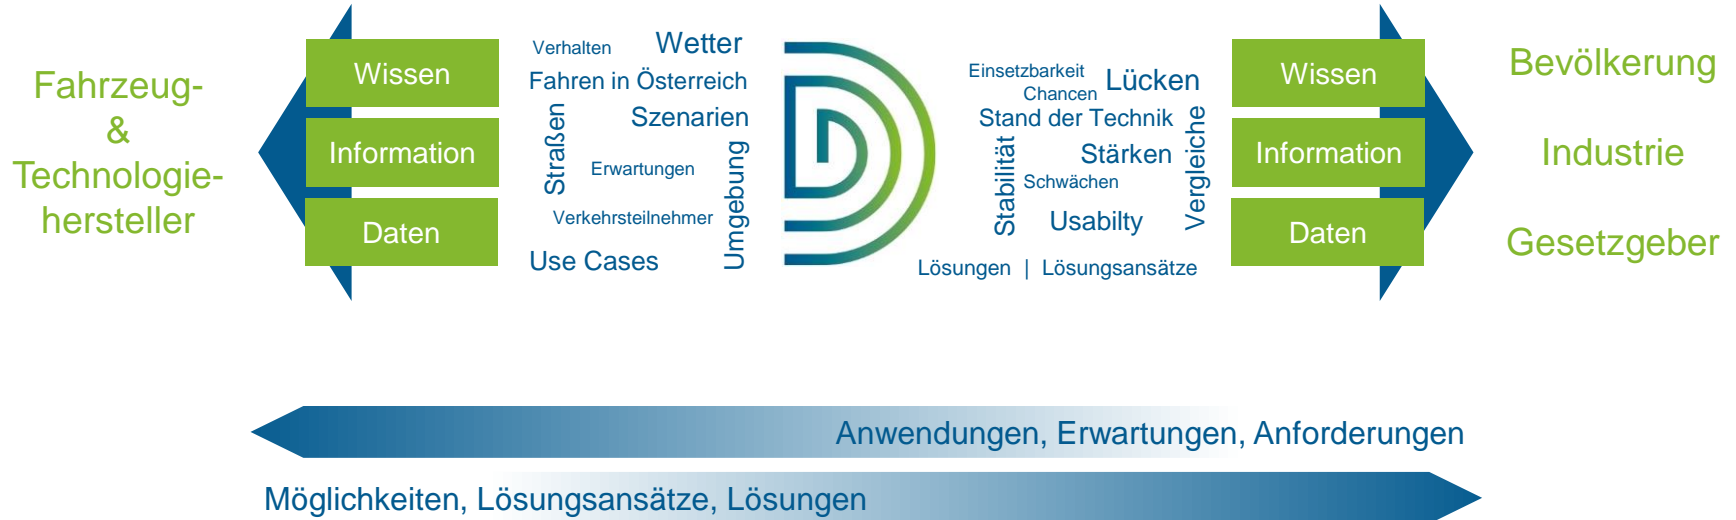 Fahrzeug-
&
Technologie-
hersteller
Wissen
Information
Daten
Verhalten
Wetter
Fahren in Österreich
Straßen
Szenarien
Erwartungen
Umgebung
Verkehrsteilnehmer
Use Cases
Einsetzbarkeit
Lücken
Chancen
Stand der Technik
Stabilität
Stärken
Vergleiche
Schwächen
Usabilty
Lösungen | Lösungsansätze
Wissen
Information
Daten
Bevölkerung
Industrie
Gesetzgeber
Anwendungen, Erwartungen, Anforderungen
Möglichkeiten, Lösungsansätze, Lösungen